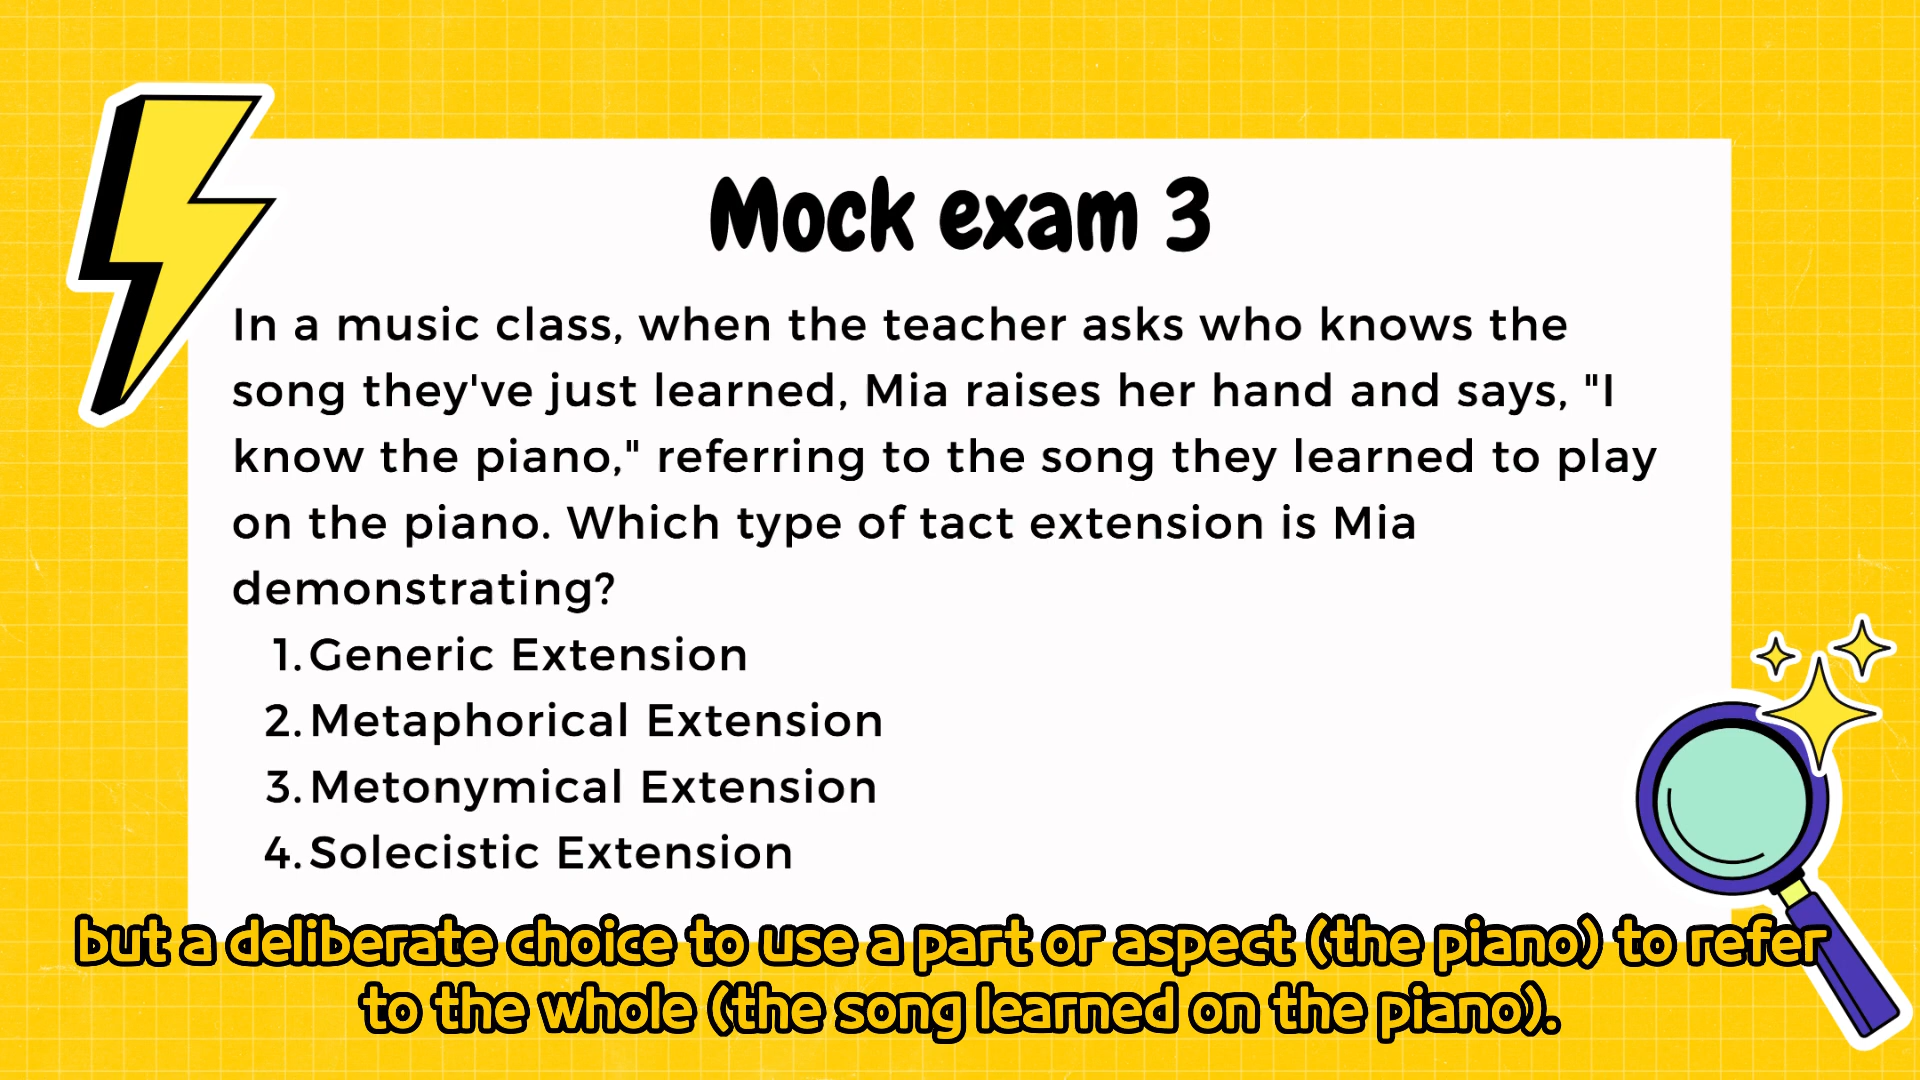 Mock exam 3
In a music class, when the teacher asks who knows the
song they've just learned, Mia raises her hand and says, "I
know the piano," referring to the song they learned to play
on the piano. Which type of tact extension is Mia
demonstrating?
1. Generic Extension
2. Metaphorical Extension
3. Metonymical Extension
4. Solecistic Extension
but a deliberate choice to use a part or aspect (the piano) to refer
to the whole (the song learned on the piano).